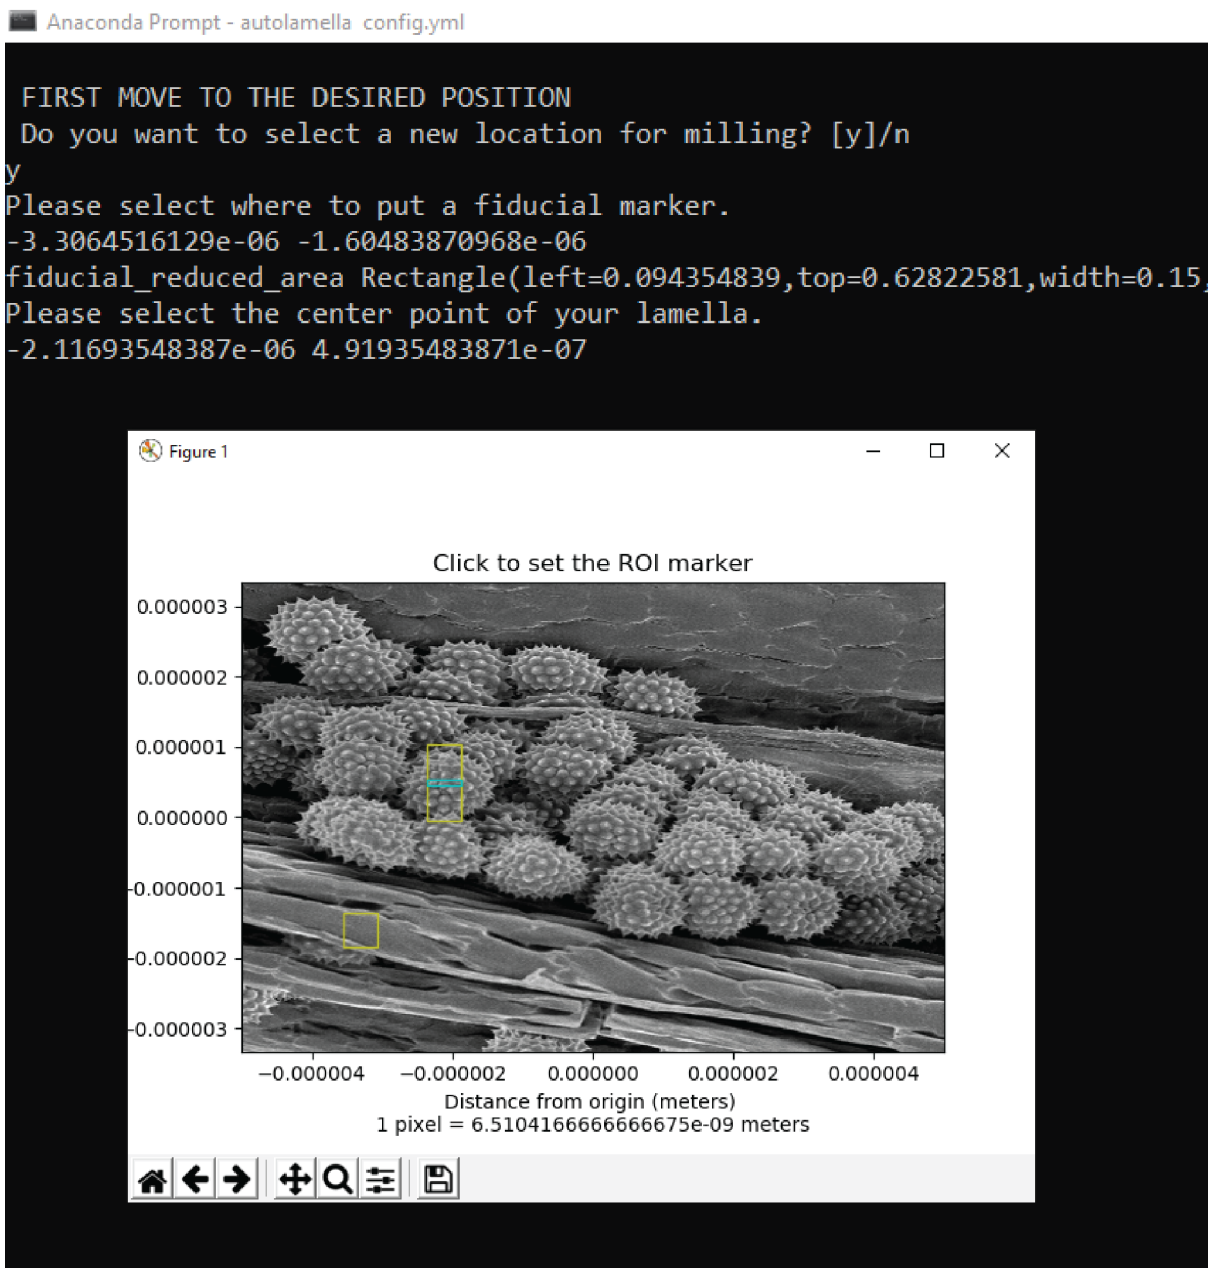 Anaconda Prompt - autolamella config.yml
FIRST MOVE TO THE DESIRED POSITION
Do you want to select a new location for milling? [y]/n
y
Please select where to put a fiducial marker.
-3.3064516129e-06 -1.60483870968e-06
fiducial_reduced_area Rectangle(left=0.094354839,top=0.62822581,width=0.15,
Please select the center point of your lamella.
-2.11693548387e-06 4.91935483871e-07
Figure 1
Click to set the ROI marker
0.000003
0.000002
0.000001
0.000000
-0.000001
-0.000002
-0.000003
−0.000004 −0.000002 0.000000 0.000002 0.000004
Distance from origin (meters)
1 pixel = 6.5104166666666675e-09 meters